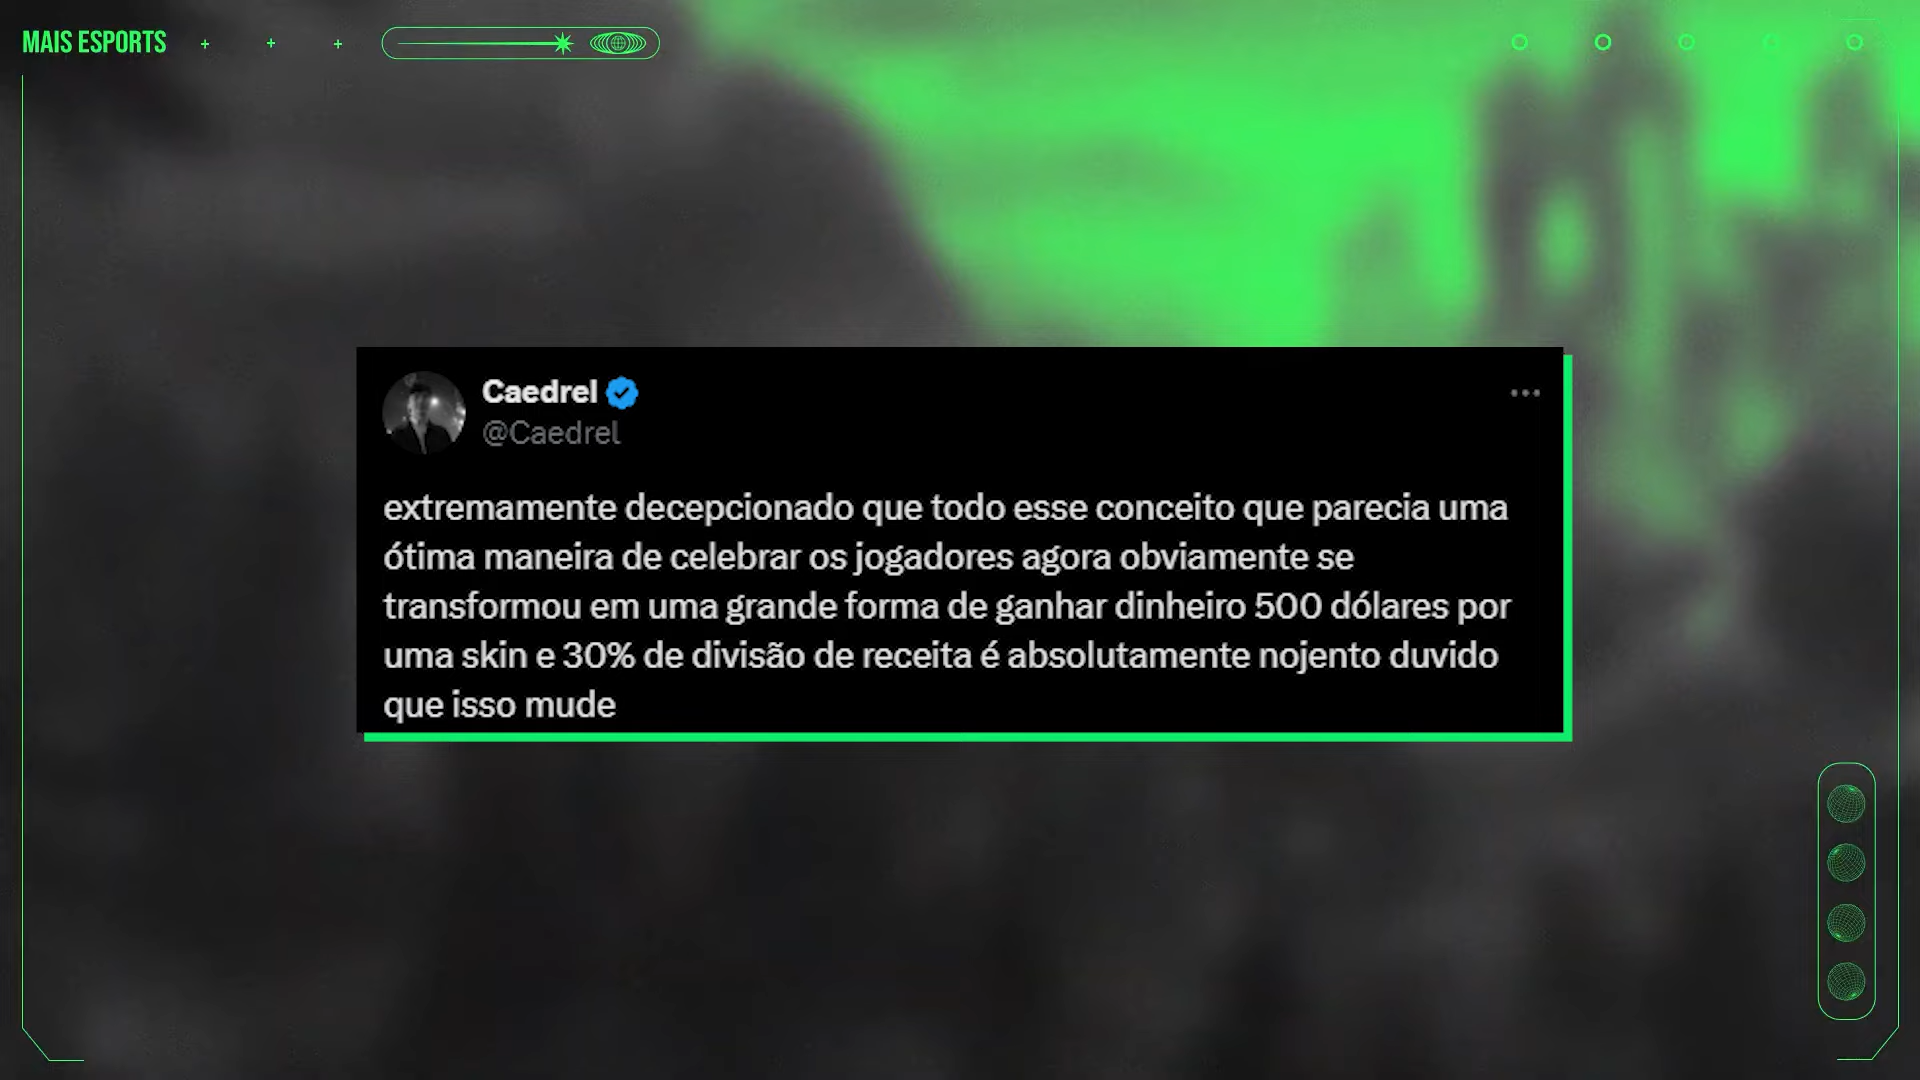 MAIS ESPORTS
Caedrel
@Caedrel
extremamente decepcionado que todo esse conceito que parecia uma
ótima maneira de celebrar os jogadores agora obviamente se
transformou em uma grande forma de ganhar dinheiro 500 dólares por
uma skin e 30% de divisão de receita é absolutamente nojento duvido
que isso mude